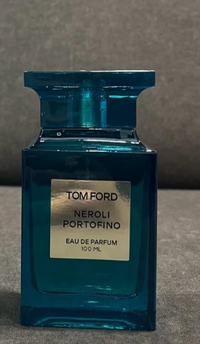 TOM FORD
NEROLI
PORTOFINO
EAU DE PARFUM
100 ML